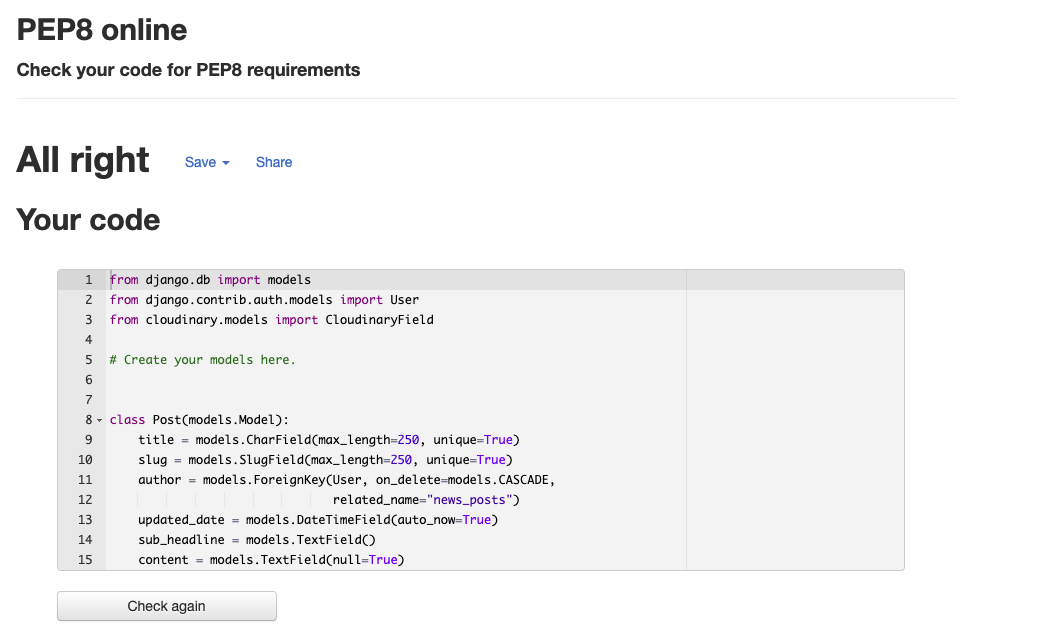 PEP8 online
Check your code for PEP8 requirements
All right Save Share
Your code
1 from django.db import models
2 from django.contrib.auth.models import User
3 from cloudinary.models import CloudinaryField
4
5 # Create your models here.
6
7
8 class Post(models.Model):
9 title = models.CharField(max_length=250, unique=True)
10 slug = models.SlugField(max_length=250, unique=True)
11 author = models.ForeignKey(User, on_delete=models.CASCADE,
12 related_name="news_posts")
13 updated_date = models.DateTimeField(auto_now=True)
14 sub_headline = models.TextField()
15 content = models.TextField(null=True)
Check again